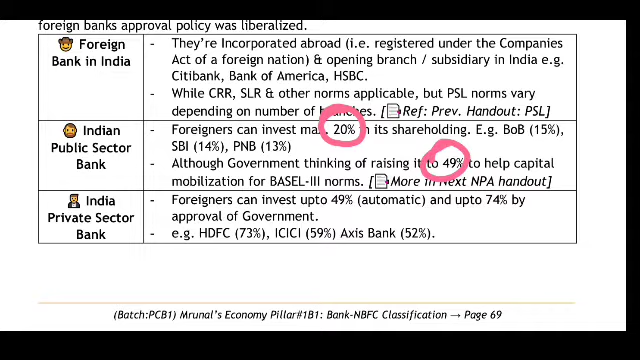 foreign banks approval policy was liberalized.
Foreign
Bank in India
- They're Incorporated abroad (i.e. registered under the Companies
Act of a foreign nation) & opening branch / subsidiary in India e.g.
Citibank, Bank of America, HSBC.
- While CRR, SLR & other norms applicable, but PSL norms vary
depending on number of branches. [Ref: Prev. Handout: PSL]
Indian
Public Sector
Bank
- Foreigners can invest max. 20% in its shareholding. E.g. BoB (15%),
SBI (14%), PNB (13%)
- Although Government thinking of raising it to 49% to help capital
mobilization for BASEL-III norms. [More in Next NPA handout]
India
Private Sector
Bank
- Foreigners can invest upto 49% (automatic) and upto 74% by
approval of Government.
- e.g. HDFC (73%), ICICI (59%) Axis Bank (52%).
(Batch:PCB1) Mrunal's Economy Pillar#1B1: Bank-NBFC Classification → Page 69